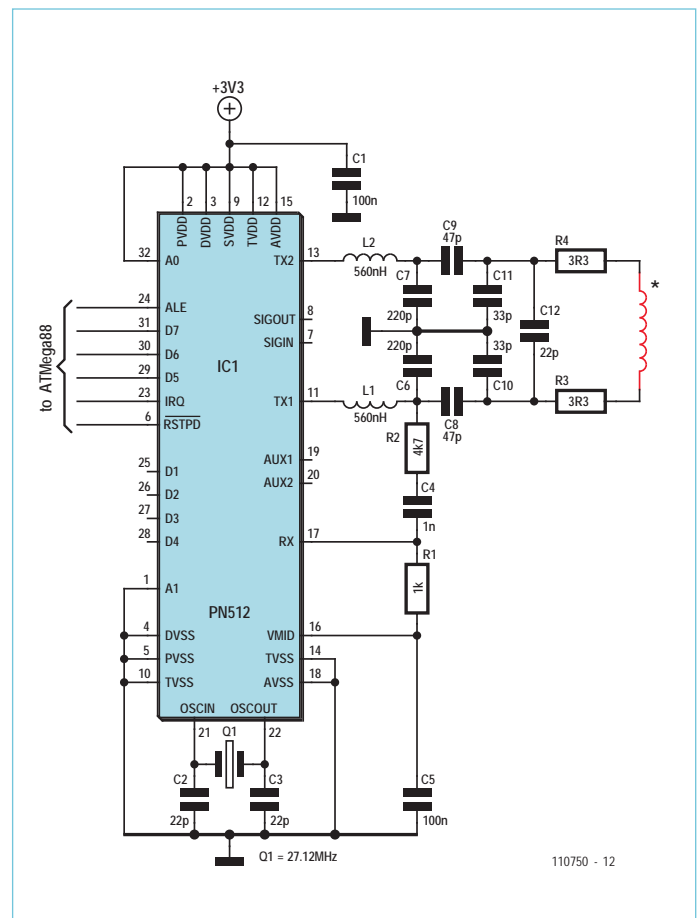 +3V3
C1
100n
2 3 9 12 15
PVDD DVDD SVDD TVDD AVDD
32 A0
TX2 13
L2
560nH
C9
47p
R4
3R3
*
C7
220p
C11
33p
C12
22p
to ATMega88
24 ALE
31 D7
30 D6
29 D5
23 IRQ
6 RSTPD
SIGOUT 8
SIGIN 7
IC1
220p
C6
33p
C10
TX1 11
L1
560nH
C8
47p
R3
3R3
R2
4k7
AUX1 19
AUX2 20
25 D1
26 D2
27 D3
28 D4
C4
1n
RX 17
R1
1k
1 A1
PN512
4 DVSS
5 PVSS
10 TVSS
VMID 16
TVSS 14
AVSS 18
OSCIN OSCOUT
21 22
Q1
C2
22p
C3
22p
C5
100n
Q1 = 27.12MHz
110750 - 12